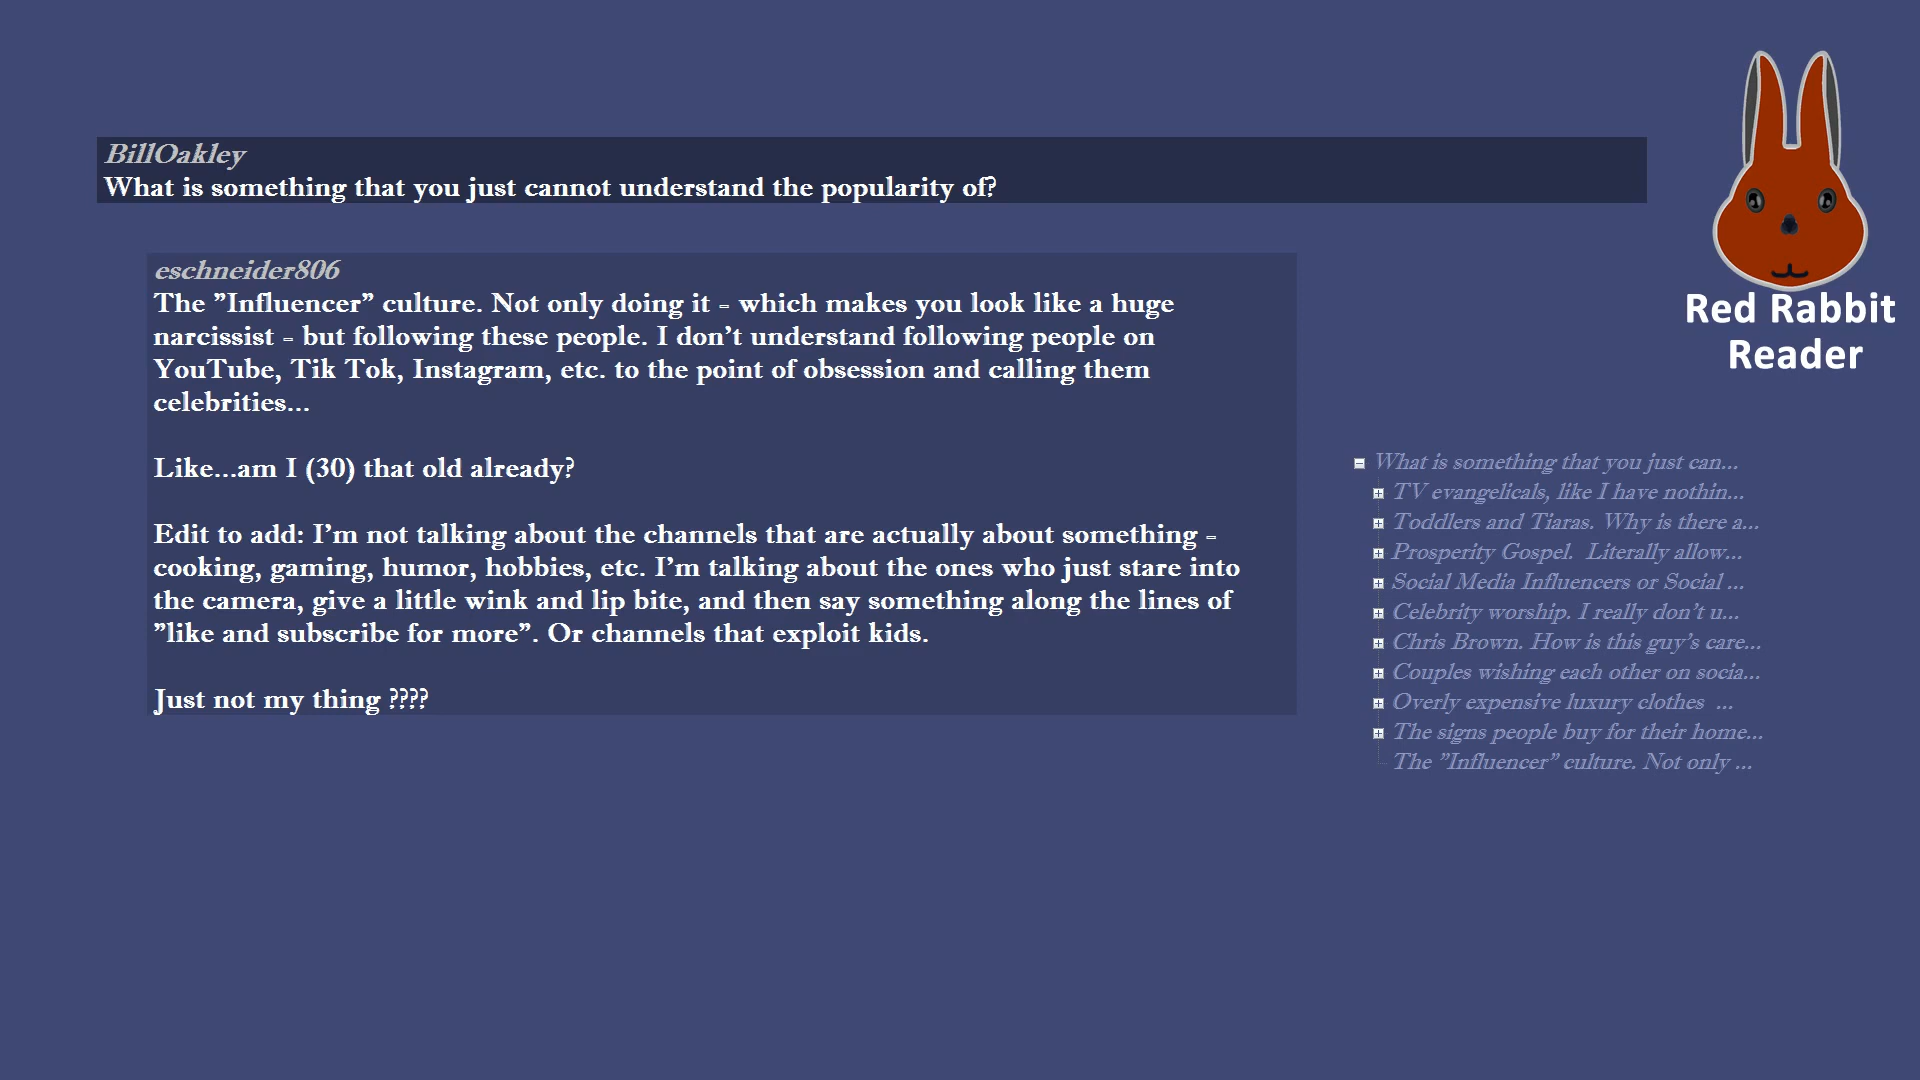 BillOakley
What is something that you just cannot understand the popularity of?
eschneider806
The "Influencer" culture. Not only doing it - which makes you look like a huge
narcissist - but following these people. I don't understand following people on
YouTube, Tik Tok, Instagram, etc. to the point of obsession and calling them
celebrities...
Like...am I (30) that old already?
Edit to add: I'm not talking about the channels that are actually about something -
cooking, gaming, humor, hobbies, etc. I'm talking about the ones who just stare into
the camera, give a little wink and lip bite, and then say something along the lines of
"like and subscribe for more". Or channels that exploit kids.
Just not my thing ????
Red Rabbit
Reader
What is something that you just can...
TV evangelicals, like I have nothin...
Toddlers and Tiaras. Why is there a...
Prosperity Gospel.  Literally allow...
Social Media Influencers or Social ...
Celebrity worship. I really don't u...
Chris Brown. How is this guy's care...
Couples wishing each other on socia...
Overly expensive luxury clothes  ...
The signs people buy for their home...
The "Influencer" culture. Not only ...